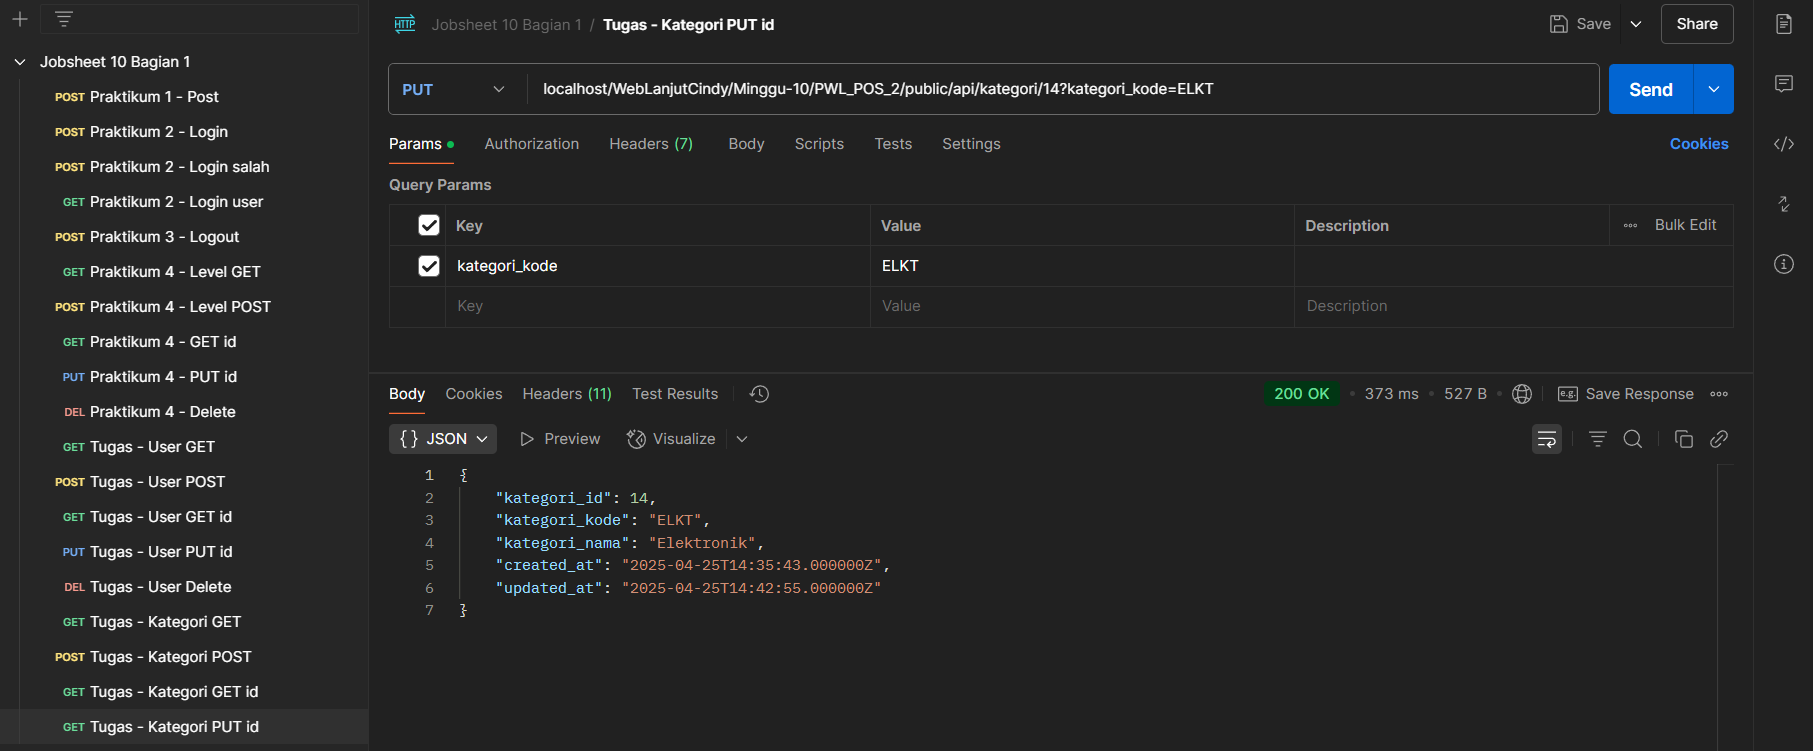 Jobsheet 10 Bagian 1
POST Praktikum 1 - Post
POST Praktikum 2 - Login
POST Praktikum 2 - Login salah
GET Praktikum 2 - Login user
POST Praktikum 3 - Logout
GET Praktikum 4 - Level GET
POST Praktikum 4 - Level POST
GET Praktikum 4 - GET id
PUT Praktikum 4 - PUT id
DEL Praktikum 4 - Delete
GET Tugas - User GET
POST Tugas - User POST
GET Tugas - User GET id
PUT Tugas - User PUT id
DEL Tugas - User Delete
GET Tugas - Kategori GET
POST Tugas - Kategori POST
GET Tugas - Kategori GET id
GET Tugas - Kategori PUT id
HTTP Jobsheet 10 Bagian 1 / Tugas - Kategori PUT id Save Share
PUT localhost/WebLanjutCindy/Minggu-10/PWL_POS_2/public/api/kategori/14?kategori_kode=ELKT Send
Params Authorization Headers (7) Body Scripts Tests Settings Cookies
Query Params
Key Value Description Bulk Edit
kategori_kode ELKT
Key Value Description
Body Cookies Headers (11) Test Results 200 OK 373 ms 527 B e.g. Save Response
{} JSON Preview Visualize
1 {
2 "kategori_id": 14,
3 "kategori_kode": "ELKT",
4 "kategori_nama": "Elektronik",
5 "created_at": "2025-04-25T14:35:43.000000Z",
6 "updated_at": "2025-04-25T14:42:55.000000Z"
7 }